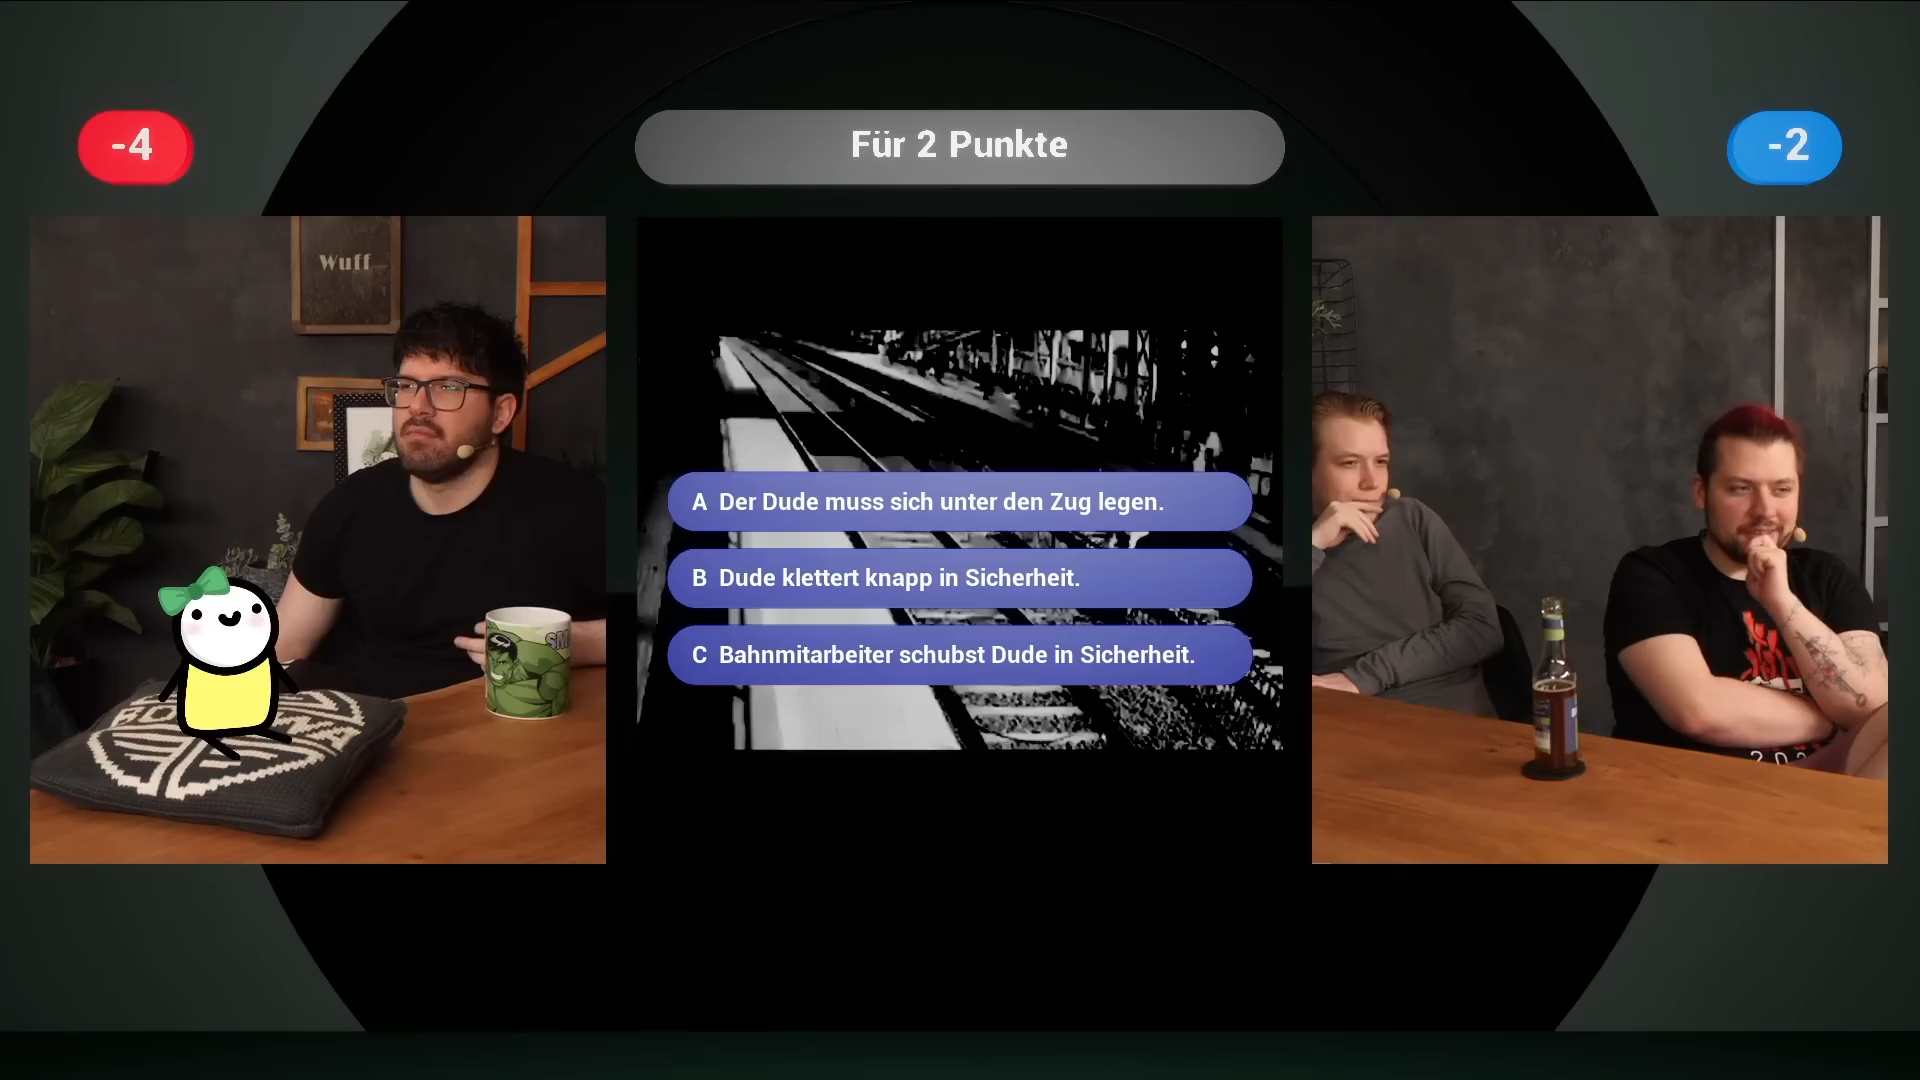 -4
Für 2 Punkte
-2
Wuff
A Der Dude muss sich unter den Zug legen.
B Dude klettert knapp in Sicherheit.
C Bahnmitarbeiter schubst Dude in Sicherheit.